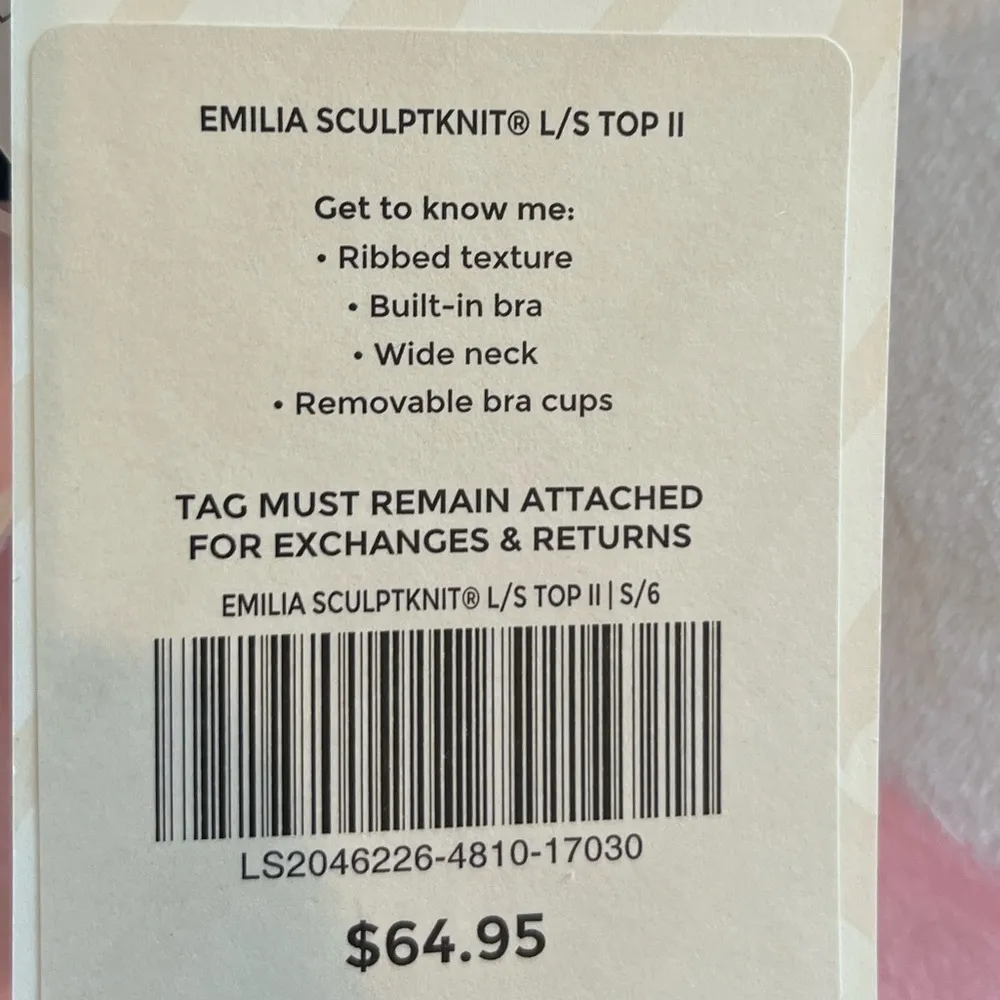 EMILIA SCULPTKNIT® L/S TOP II
Get to know me:
• Ribbed texture
• Built-in bra
• Wide neck
• Removable bra cups
TAG MUST REMAIN ATTACHED
FOR EXCHANGES & RETURNS
EMILIA SCULPTKNIT® L/S TOP II | S/6
LS2046226-4810-17030
$64.95